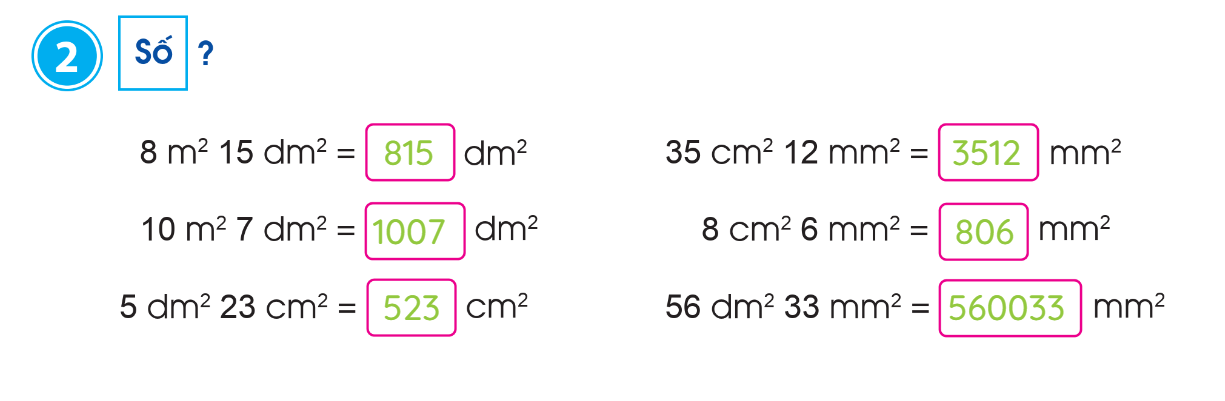 2 Số ?
8 m² 15 dm² = 815 dm²
35 cm² 12 mm² = 3512 mm²
10 m² 7 dm² = 1007 dm²
8 cm² 6 mm² = 806 mm²
5 dm² 23 cm² = 523 cm²
56 dm² 33 mm² = 560033 mm²